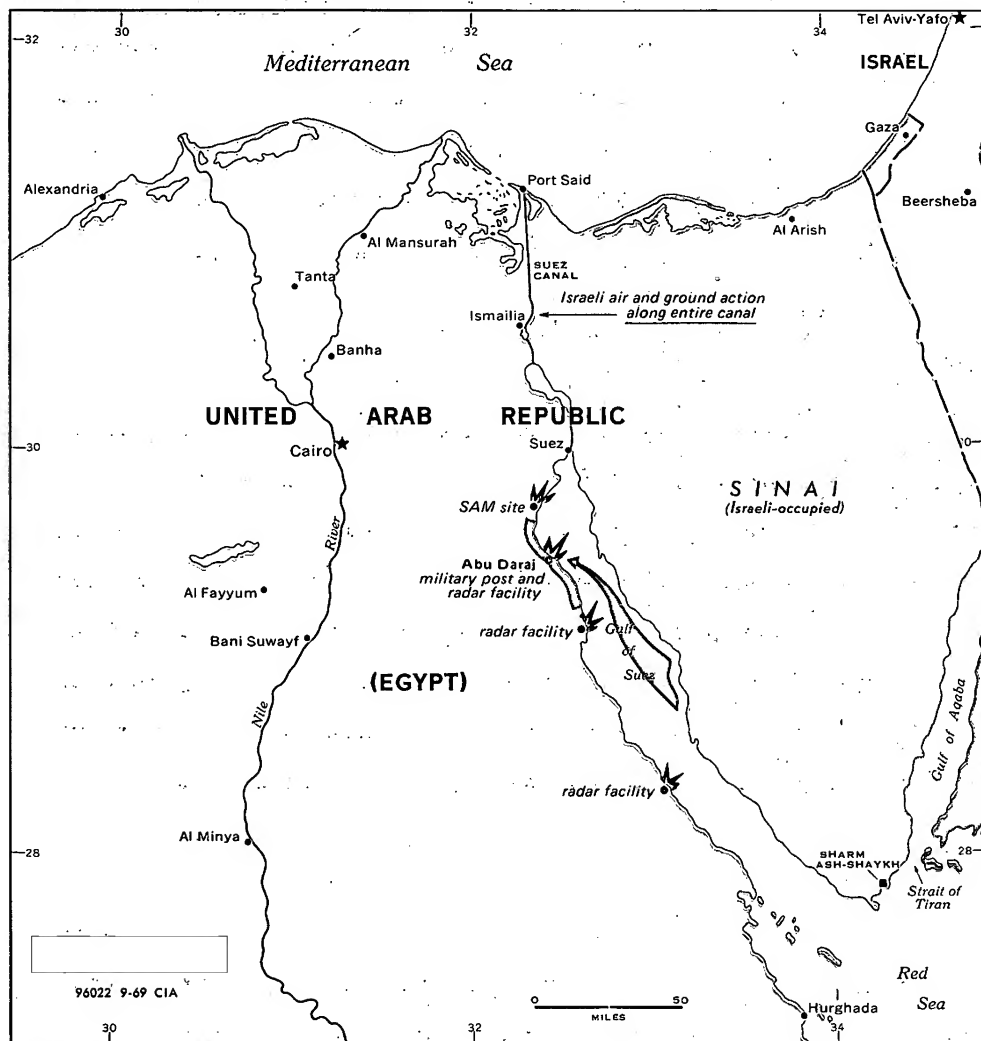 30
32
34
32
Tel Aviv-Yafo
Mediterranean Sea
ISRAEL
Gaza
Alexandria
Port Said
Beersheba
Al Mansurah
Al Arish
SUEZ
CANAL
Tanta
Israeli air and ground action
along entire canal
Ismailia
Banha
UNITED ARAB REPUBLIC
Cairo
Suez
30
0
SINAI
(Israeli-occupied)
SAM site
River
Abu Daraj
military post and
radar facility
Al Fayyum
radar facility
Gulf
of
Suez
Bani Suwayf
(EGYPT)
Nile
Gulf of Aqaba
radar facility
Al Minya
28
28
SHARM
ASH-SHAYKH
Strait of
Tiran
96022 9-69 CIA
Red
Sea
0
50
MILES
Hurghada
30
32
34